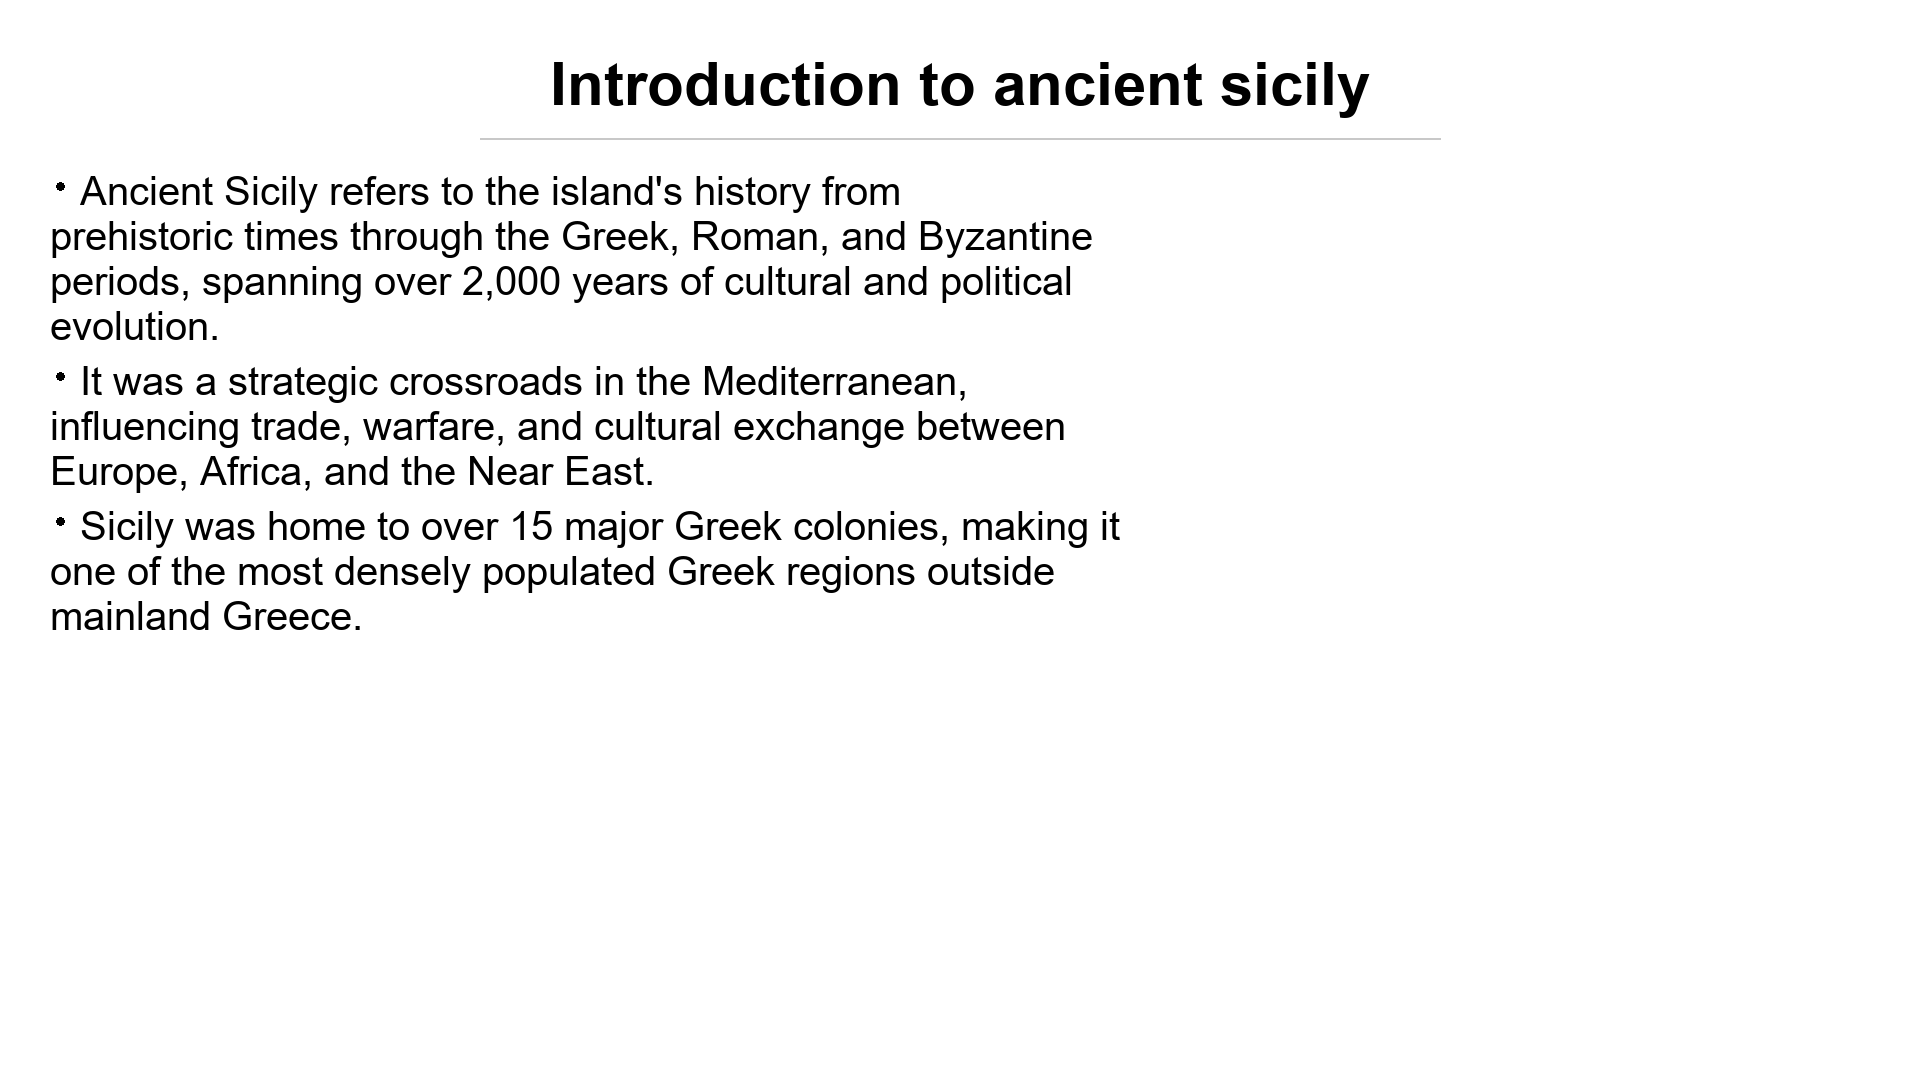 Introduction to ancient sicily
• Ancient Sicily refers to the island's history from
prehistoric times through the Greek, Roman, and Byzantine
periods, spanning over 2,000 years of cultural and political
evolution.
• It was a strategic crossroads in the Mediterranean,
influencing trade, warfare, and cultural exchange between
Europe, Africa, and the Near East.
• Sicily was home to over 15 major Greek colonies, making it
one of the most densely populated Greek regions outside
mainland Greece.